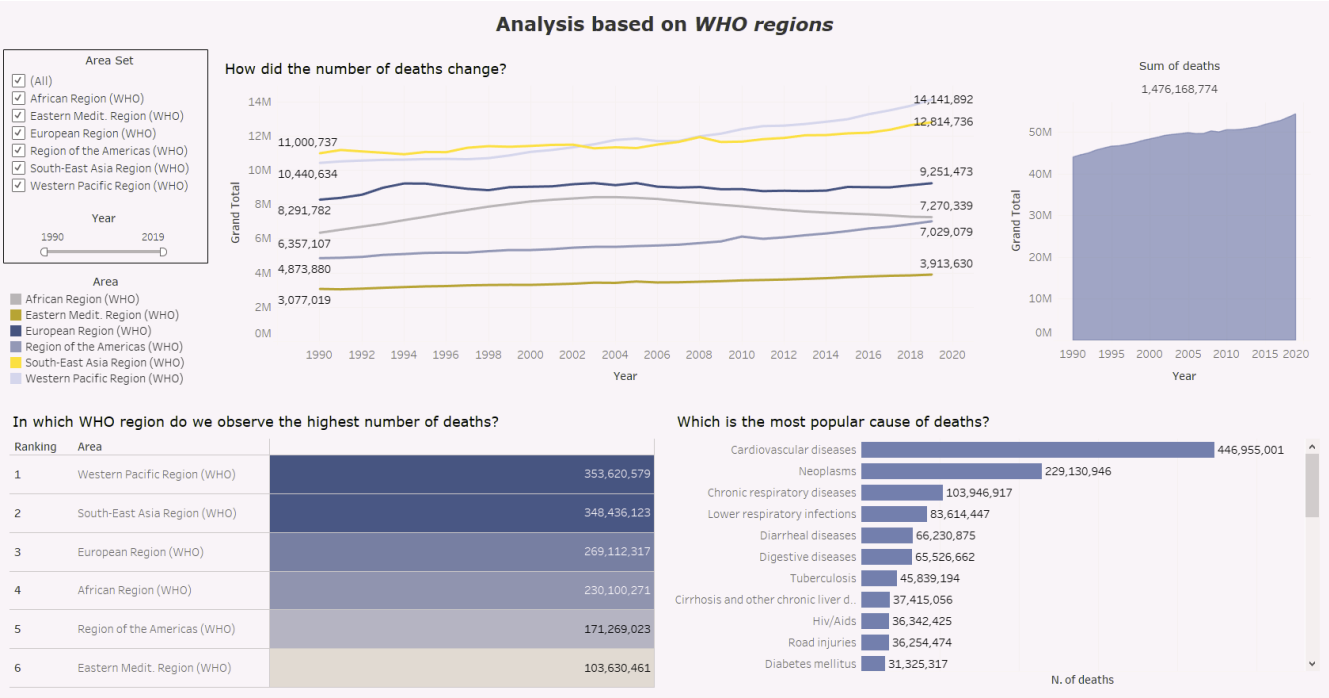 Analysis based on WHO regions
Area Set
(All)
African Region (WHO)
Eastern Medit. Region (WHO)
European Region (WHO)
Region of the Americas (WHO)
South-East Asia Region (WHO)
Western Pacific Region (WHO)
Year
1990 2019
Area
African Region (WHO)
Eastern Medit. Region (WHO)
European Region (WHO)
Region of the Americas (WHO)
South-East Asia Region (WHO)
Western Pacific Region (WHO)
How did the number of deaths change?
Grand Total
14M
12M
10M
8M
6M
4M
2M
0M
11,000,737
10,440,634
8,291,782
6,357,107
4,873,880
3,077,019
14,141,892
12,814,736
9,251,473
7,270,339
7,029,079
3,913,630
1990 1992 1994 1996 1998 2000 2002 2004 2006 2008 2010 2012 2014 2016 2018 2020
Year
Sum of deaths
1,476,168,774
Grand Total
50M
40M
30M
20M
10M
0M
1990 1995 2000 2005 2010 2015 2020
Year
In which WHO region do we observe the highest number of deaths?
Ranking Area
1 Western Pacific Region (WHO) 353,620,579
2 South-East Asia Region (WHO) 348,436,123
3 European Region (WHO) 269,112,317
4 African Region (WHO) 230,100,271
5 Region of the Americas (WHO) 171,269,023
6 Eastern Medit. Region (WHO) 103,630,461
Which is the most popular cause of deaths?
Cardiovascular diseases 446,955,001
Neoplasms 229,130,946
Chronic respiratory diseases 103,946,917
Lower respiratory infections 83,614,447
Diarrheal diseases 66,230,875
Digestive diseases 65,526,662
Tuberculosis 45,839,194
Cirrhosis and other chronic liver d.. 37,415,056
Hiv/Aids 36,342,425
Road injuries 36,254,474
Diabetes mellitus 31,325,317
N. of deaths